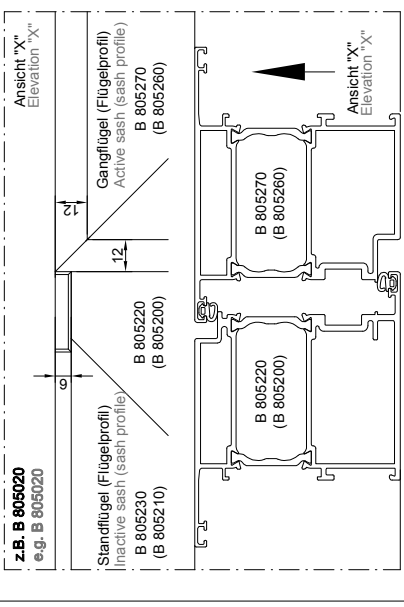 z.B. B 805020
e.g. B 805020
Ansicht "X"
Elevation "X"
6
12
12
Standflügel (Flügelprofil)
Inactive sash (sash profile)
B 805230
(B 805210)
B 805220
(B 805200)
Gangflügel (Flügelprofil)
Active sash (sash profile)
B 805270
(B 805260)
B 805220
(B 805200)
B 805270
(B 805260)
Ansicht "X"
Elevation "X"